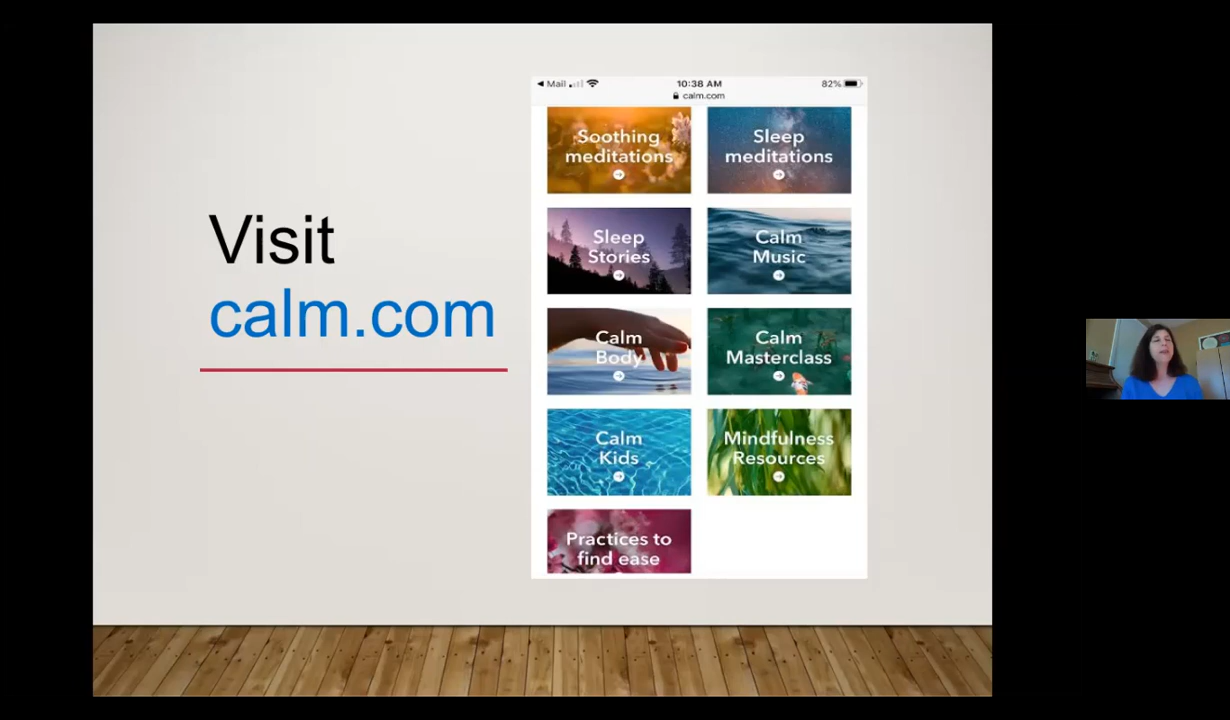 Visit
calm.com
Mail
10:38 AM
82%
calm.com
Soothing
meditations
Sleep
meditations
Sleep
Stories
Calm
Music
Calm
Body
Calm
Masterclass
Calm
Kids
Mindfulness
Resources
Practices to
find ease